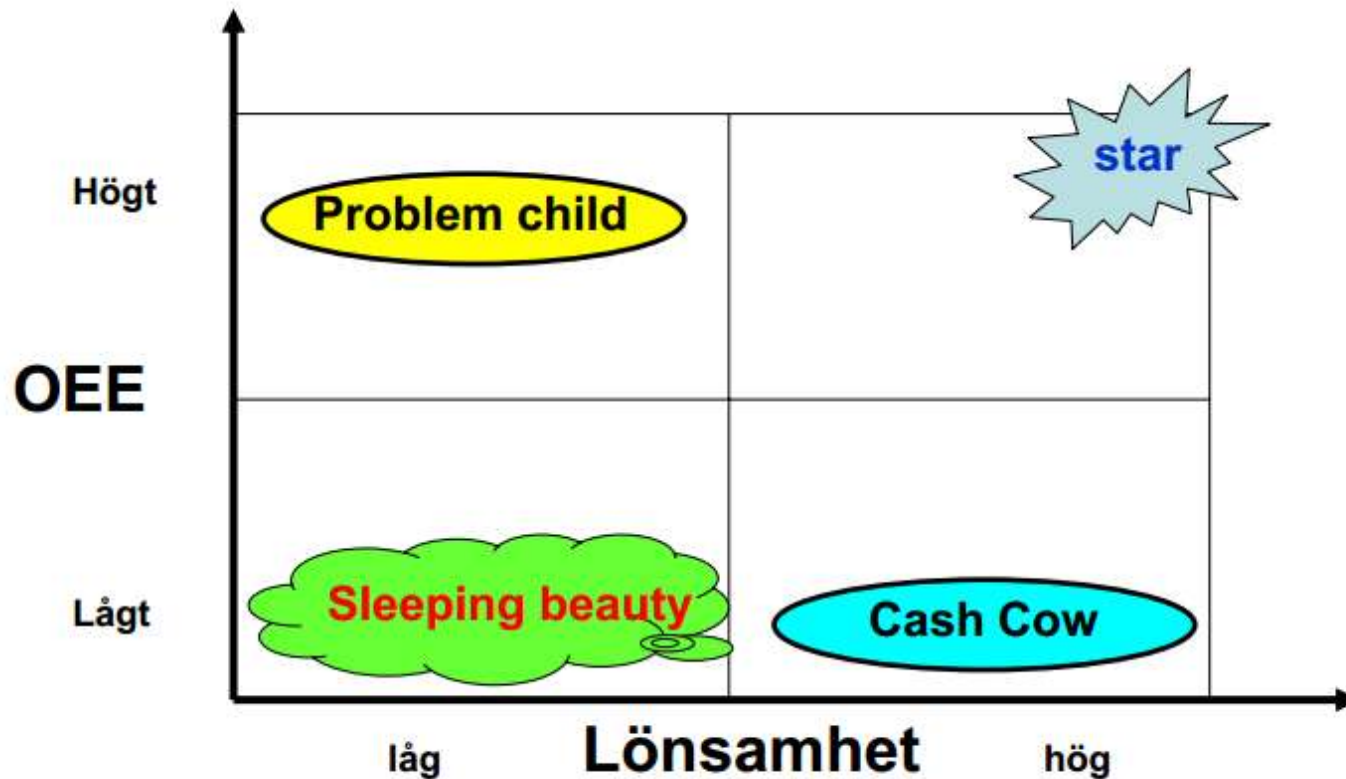 star
Högt
Problem child
OEE
Sleeping beauty
Lågt
Cash Cow
låg
Lönsamhet
hög